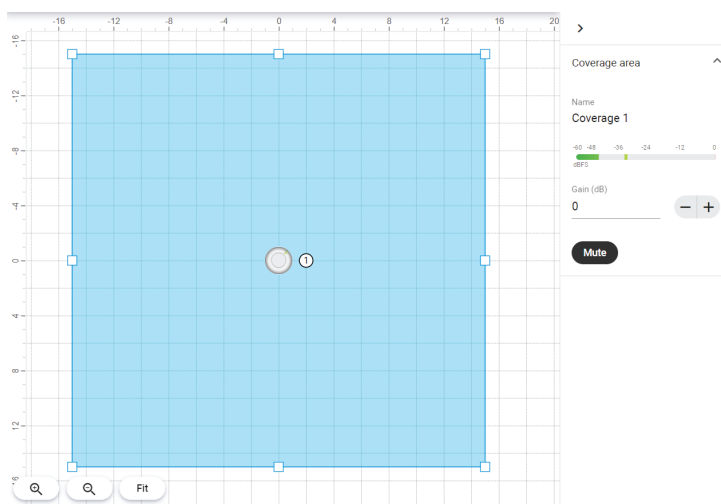 -16 -12 -8 -4 0 4 8 12 16 20
-16
-12
-8
-4
0
4
8
12
16
1
Fit
Coverage area
Name
Coverage 1
-60 -48 -36 -24 -12 0
dBFS
Gain (dB)
0
Mute